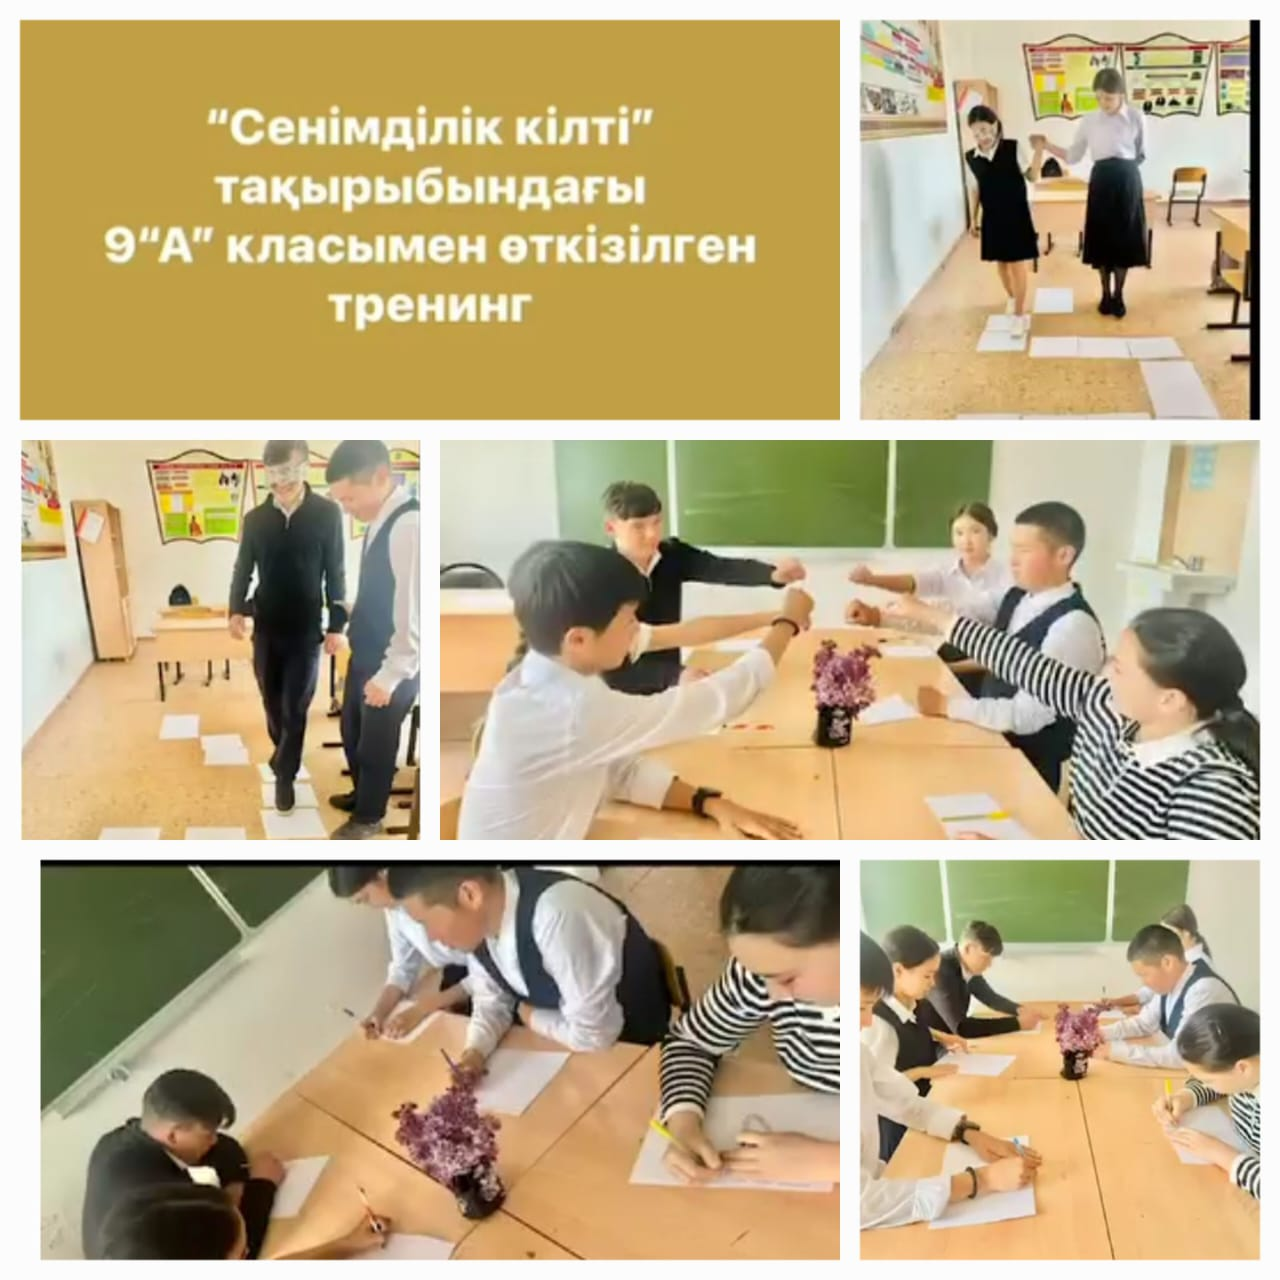 “Сенімділік кілті”
тақырыбындағы
9“А” класымен өткізілген
тренинг